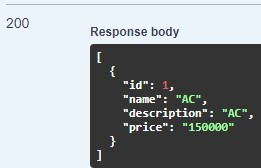 200
Response body
[
  {
    "id": 1,
    "name": "AC",
    "description": "AC",
    "price": "150000"
  }
]